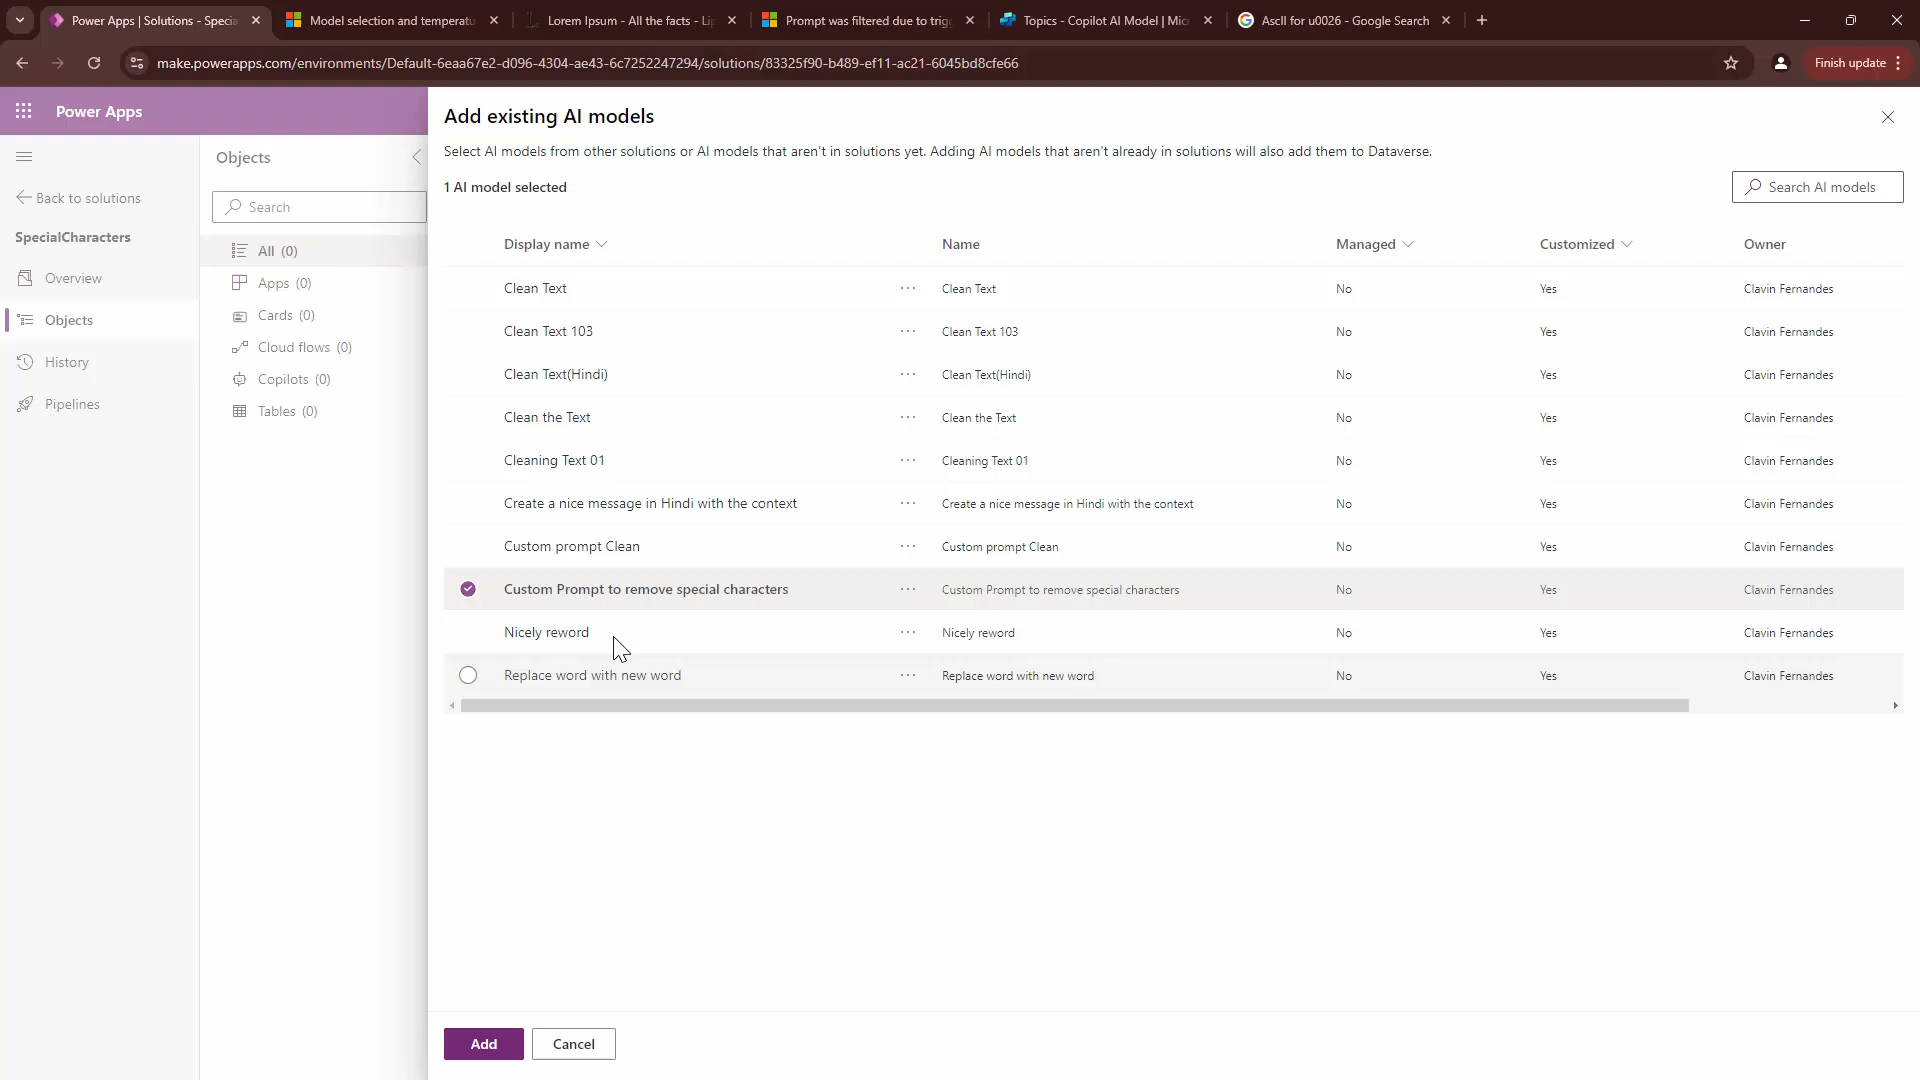 Power Apps | Solutions - Specia
Model selection and temperatu
Lorem Ipsum - All the facts - Lip
Prompt was filtered due to trigg
Topics - Copilot AI Model | Micr
AscII for u0026 - Google Search
make.powerapps.com/environments/Default-6eaa67e2-d096-4304-ae43-6c7252247294/solutions/83325f90-b489-ef11-ac21-6045bd8cfe66
Finish update
Power Apps
Back to solutions
SpecialCharacters
Overview
Objects
History
Pipelines
Objects
Search
All (0)
Apps (0)
Cards (0)
Cloud flows (0)
Copilots (0)
Tables (0)
Add existing AI models
Select AI models from other solutions or AI models that aren't in solutions yet. Adding AI models that aren't already in solutions will also add them to Dataverse.
1 AI model selected
Search AI models
Display name Name Managed Customized Owner
Clean Text ... Clean Text No Yes Clavin Fernandes
Clean Text 103 ... Clean Text 103 No Yes Clavin Fernandes
Clean Text(Hindi) ... Clean Text(Hindi) No Yes Clavin Fernandes
Clean the Text ... Clean the Text No Yes Clavin Fernandes
Cleaning Text 01 ... Cleaning Text 01 No Yes Clavin Fernandes
Create a nice message in Hindi with the context ... Create a nice message in Hindi with the context No Yes Clavin Fernandes
Custom prompt Clean ... Custom prompt Clean No Yes Clavin Fernandes
Custom Prompt to remove special characters ... Custom Prompt to remove special characters No Yes Clavin Fernandes
Nicely reword ... Nicely reword No Yes Clavin Fernandes
Replace word with new word ... Replace word with new word No Yes Clavin Fernandes
Add
Cancel